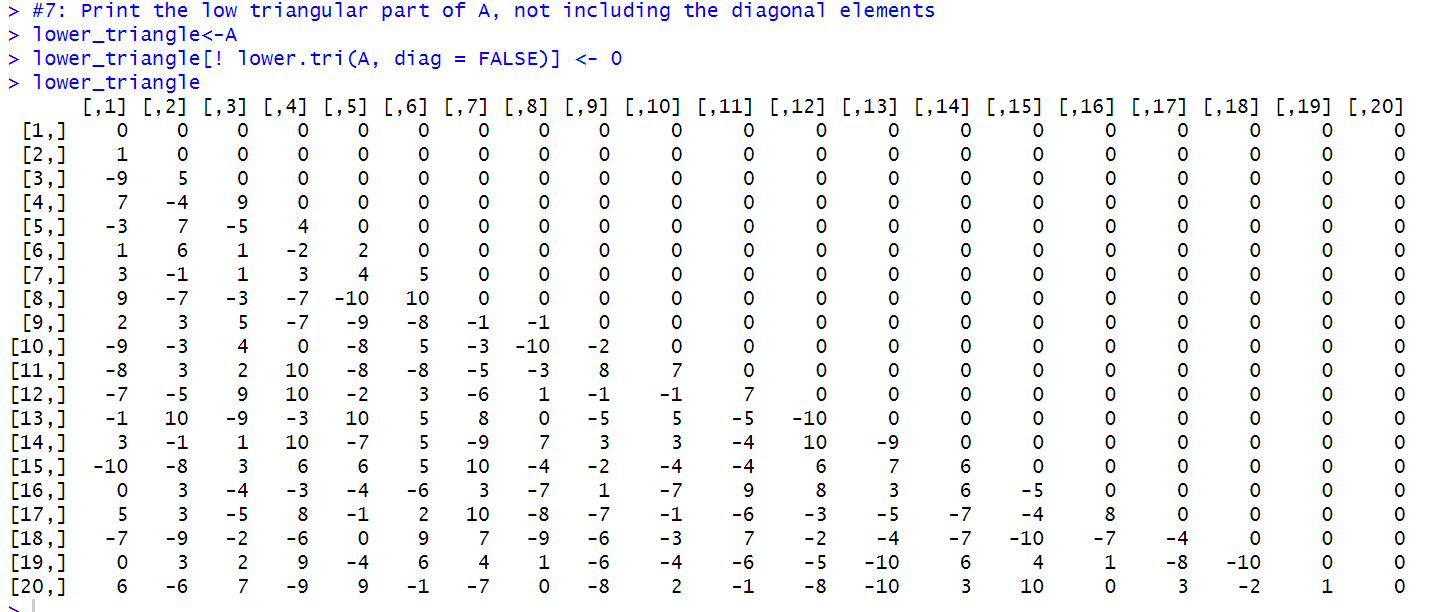 > #7: Print the low triangular part of A, not including the diagonal elements
> lower_triangle<-A
> lower_triangle[! lower.tri(A, diag = FALSE)] <- 0
> lower_triangle
[,1] [,2] [,3] [,4] [,5] [,6] [,7] [,8] [,9] [,10] [,11] [,12] [,13] [,14] [,15] [,16] [,17] [,18] [,19] [,20]
[1,] 0 0 0 0 0 0 0 0 0 0 0 0 0 0 0 0 0 0 0 0
[2,] 1 0 0 0 0 0 0 0 0 0 0 0 0 0 0 0 0 0 0 0
[3,] -9 5 0 0 0 0 0 0 0 0 0 0 0 0 0 0 0 0 0 0
[4,] 7 -4 9 0 0 0 0 0 0 0 0 0 0 0 0 0 0 0 0 0
[5,] -3 7 -5 4 0 0 0 0 0 0 0 0 0 0 0 0 0 0 0 0
[6,] 1 6 1 -2 2 0 0 0 0 0 0 0 0 0 0 0 0 0 0 0
[7,] 3 -1 1 3 4 5 0 0 0 0 0 0 0 0 0 0 0 0 0 0
[8,] 9 -7 -3 -7 -10 10 0 0 0 0 0 0 0 0 0 0 0 0 0 0
[9,] 2 3 5 -7 -9 -8 -1 -1 0 0 0 0 0 0 0 0 0 0 0 0
[10,] -9 -3 4 0 -8 5 -3 -10 -2 0 0 0 0 0 0 0 0 0 0 0
[11,] -8 3 2 10 -8 -8 -5 -3 8 7 0 0 0 0 0 0 0 0 0 0
[12,] -7 -5 9 10 -2 3 -6 1 -1 -1 7 0 0 0 0 0 0 0 0 0
[13,] -1 10 -9 -3 10 5 8 0 -5 5 -5 -10 0 0 0 0 0 0 0 0
[14,] 3 -1 1 10 -7 5 -9 7 3 3 -4 10 -9 0 0 0 0 0 0 0
[15,] -10 -8 3 6 6 5 10 -4 -2 -4 -4 6 7 6 0 0 0 0 0 0
[16,] 0 3 -4 -3 -4 -6 3 -7 1 -7 9 8 3 6 -5 0 0 0 0 0
[17,] 5 3 -5 8 -1 2 10 -8 -7 -1 -6 -3 -5 -7 -4 8 0 0 0 0
[18,] -7 -9 -2 -6 0 9 7 -9 -6 -3 7 -2 -4 -7 -10 -7 -4 0 0 0
[19,] 0 3 2 9 -4 6 4 1 -6 -4 -6 -5 -10 6 4 1 -8 -10 0 0
[20,] 6 -6 7 -9 9 -1 -7 0 -8 2 -1 -8 -10 3 10 0 3 -2 1 0
>